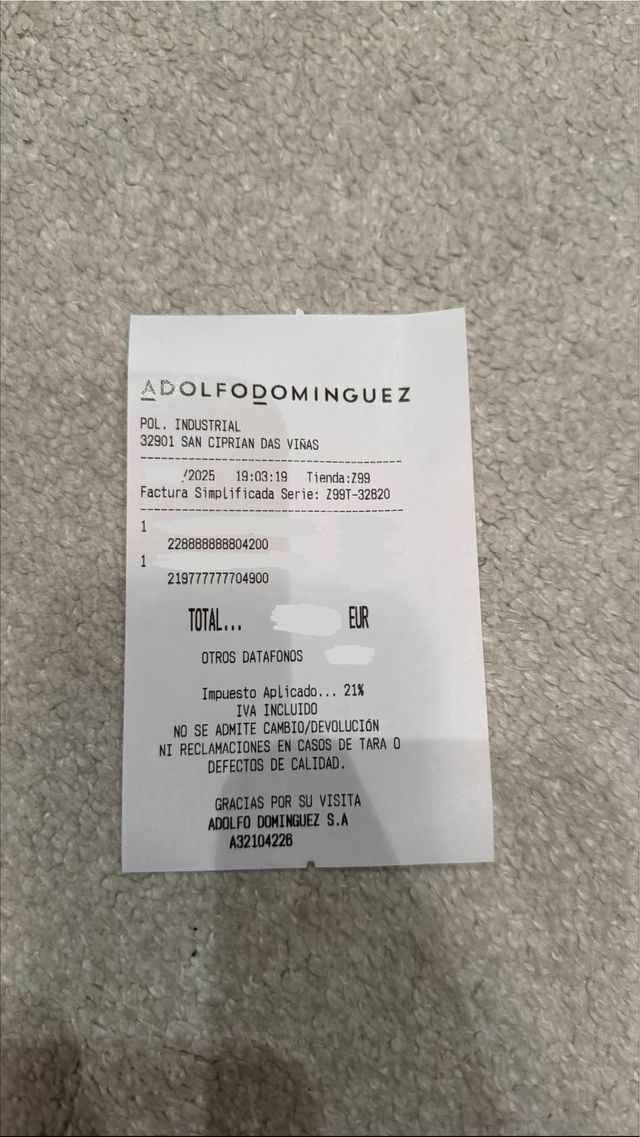 ADOLFODOMINGUEZ
POL. INDUSTRIAL
32901 SAN CIPRIAN DAS VIÑAS
/2025 19:03:19 Tienda:Z99
Factura Simplificada Serie: Z99T-32820
1
228888888804200
1
219777777704900
TOTAL... EUR
OTROS DATAFONOS
Impuesto Aplicado... 21%
IVA INCLUIDO
NO SE ADMITE CAMBIO/DEVOLUCIÓN
NI RECLAMACIONES EN CASOS DE TARA O
DEFECTOS DE CALIDAD.
GRACIAS POR SU VISITA
ADOLFO DOMINGUEZ S.A
A32104226